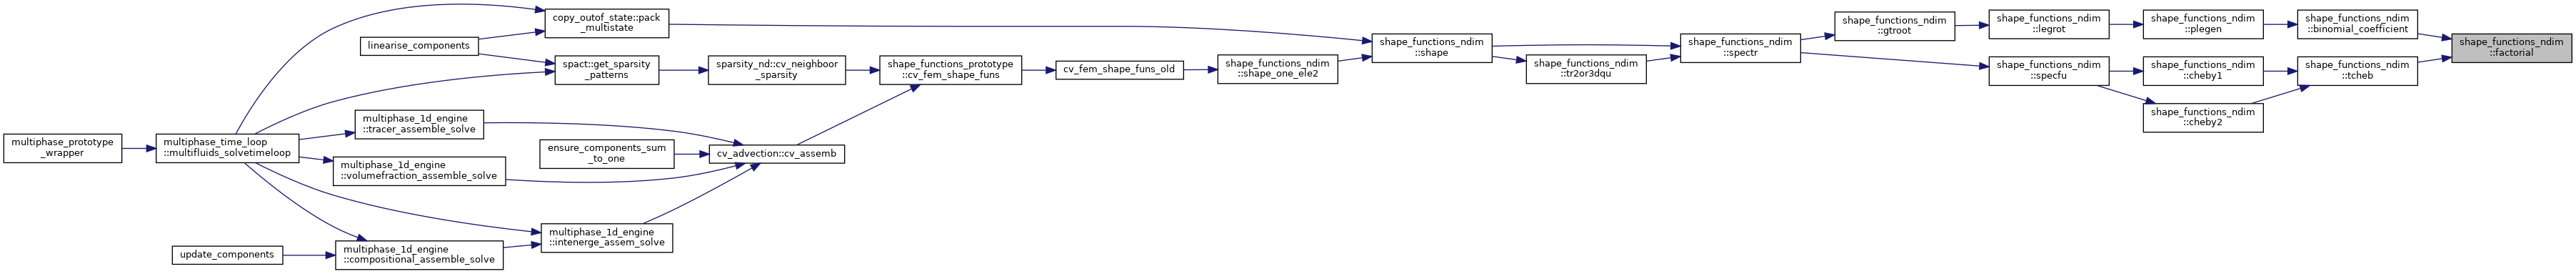 multiphase_prototype
_wrapper
multiphase_time_loop
::multifluids_solvetimeloop
copy_outof_state::pack
_multistate
linearise_components
spact::get_sparsity
_patterns
multiphase_1d_engine
::tracer_assemble_solve
multiphase_1d_engine
::volumefraction_assemble_solve
update_components
multiphase_1d_engine
::compositional_assemble_solve
ensure_components_sum
_to_one
multiphase_1d_engine
::intenerge_assem_solve
sparsity_nd::cv_neighboor
_sparsity
cv_advection::cv_assemb
shape_functions_prototype
::cv_fem_shape_funs
cv_fem_shape_funs_old
shape_functions_ndim
::shape_one_ele2
shape_functions_ndim
::shape
shape_functions_ndim
::tr2or3dqu
shape_functions_ndim
::spectr
shape_functions_ndim
::gtroot
shape_functions_ndim
::legrot
shape_functions_ndim
::plegen
shape_functions_ndim
::binomial_coefficient
shape_functions_ndim
::specfu
shape_functions_ndim
::cheby1
shape_functions_ndim
::tcheb
shape_functions_ndim
::cheby2
shape_functions_ndim
::factorial